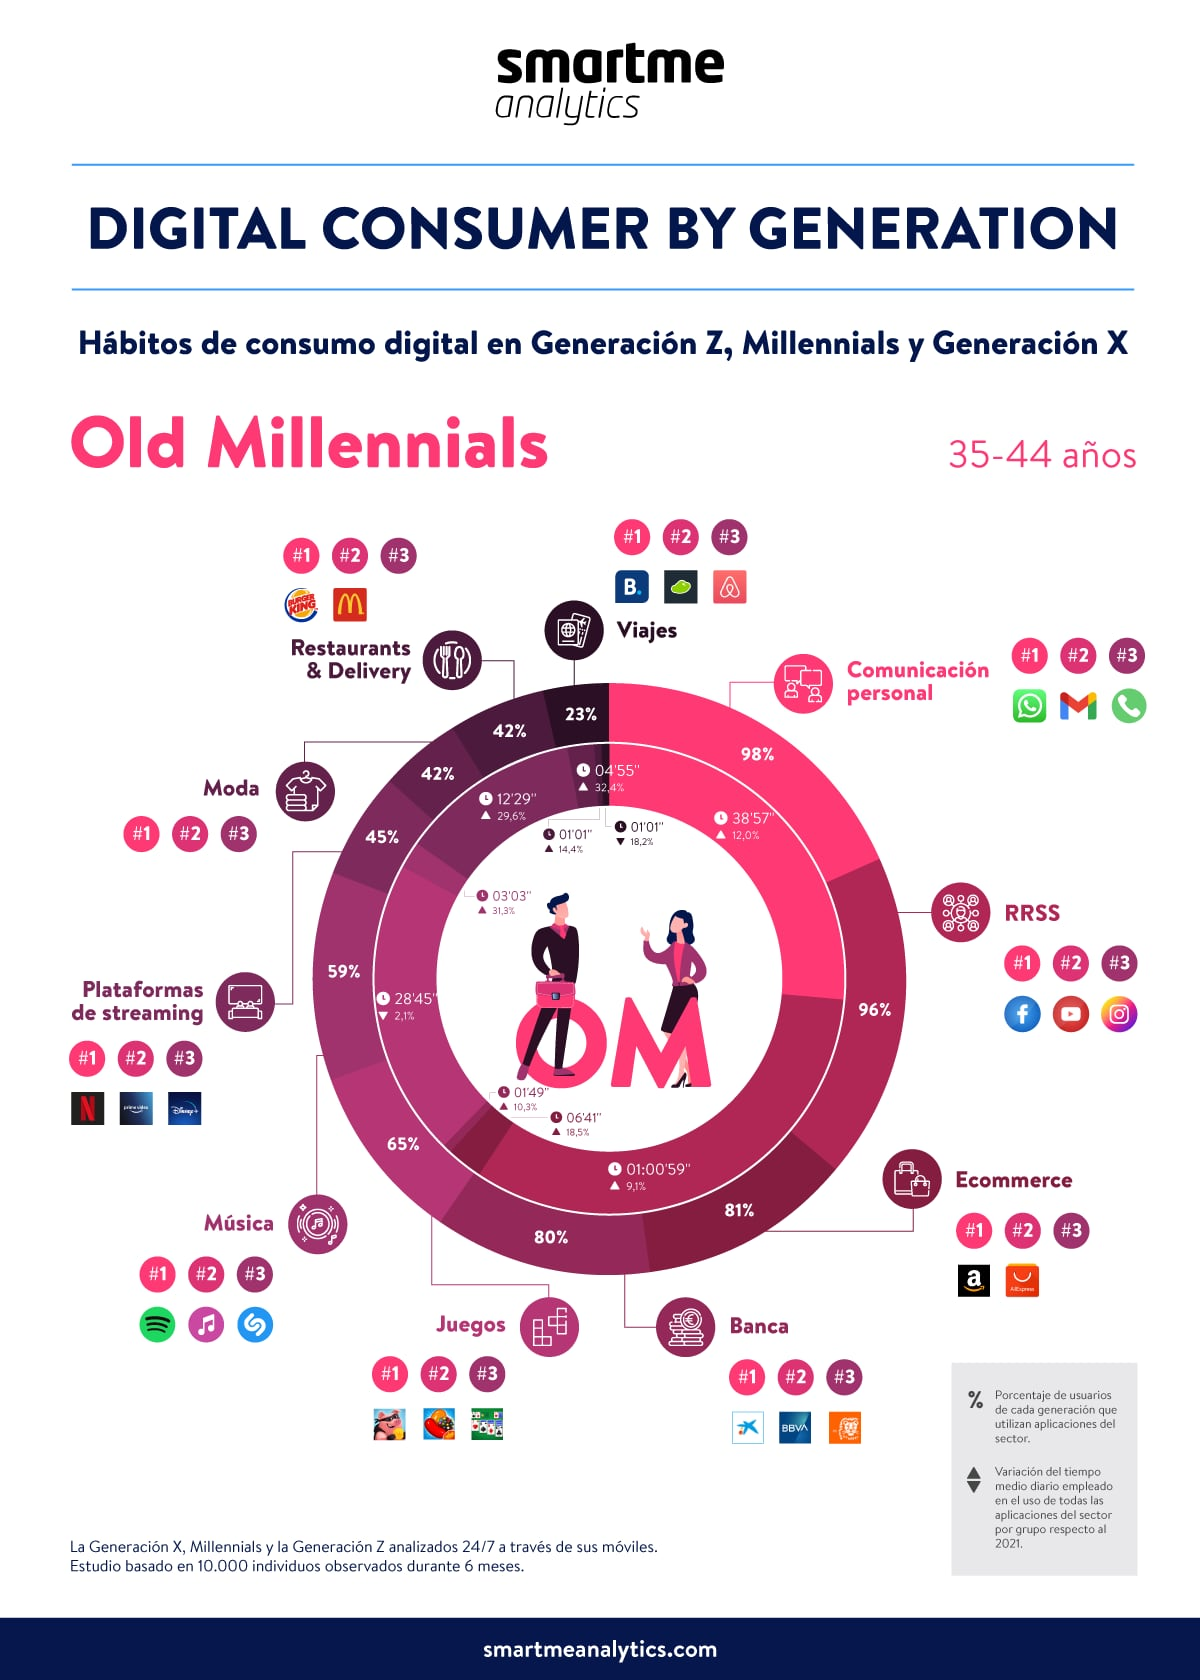 smartme
analytics
DIGITAL CONSUMER BY GENERATION
Hábitos de consumo digital en Generación Z, Millennials y Generación X
Old Millennials
35-44 años
#1 #2 #3
BURGER KING
Restaurants
& Delivery
#1 #2 #3
B.
Viajes
Comunicación
personal
#1 #2 #3
Moda
#1 #2 #3
RRSS
#1 #2 #3
Plataformas
de streaming
#1 #2 #3
N
prime video
Disney+
Ecommerce
#1 #2 #3
a
AliExpress
Música
#1 #2 #3
Juegos
#1 #2 #3
Banca
#1 #2 #3
BBVA
98%
96%
81%
80%
65%
59%
45%
42%
42%
23%
38'57''
▲ 12,0%
01:00'59''
▲ 9,1%
06'41''
▲ 18,5%
01'49''
▲ 10,3%
28'45''
▼ 2,1%
03'03''
▲ 31,3%
12'29''
▲ 29,6%
04'55''
▲ 32,4%
01'01''
▲ 14,4%
01'01''
▼ 18,2%
OM
% Porcentaje de usuarios
de cada generación que
utilizan aplicaciones del
sector.
Variación del tiempo
medio diario empleado
en el uso de todas las
aplicaciones del sector
por grupo respecto al
2021.
La Generación X, Millennials y la Generación Z analizados 24/7 a través de sus móviles.
Estudio basado en 10.000 individuos observados durante 6 meses.
smartmeanalytics.com